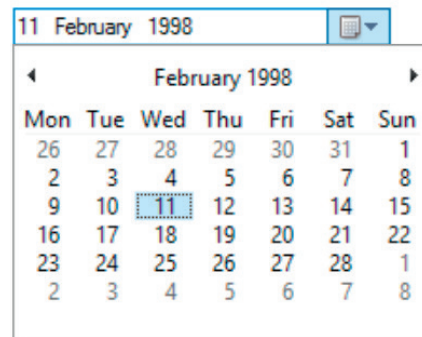 11 February 1998
February 1998
Mon Tue Wed Thu Fri Sat Sun
26 27 28 29 30 31 1
2 3 4 5 6 7 8
9 10 11 12 13 14 15
16 17 18 19 20 21 22
23 24 25 26 27 28 1
2 3 4 5 6 7 8